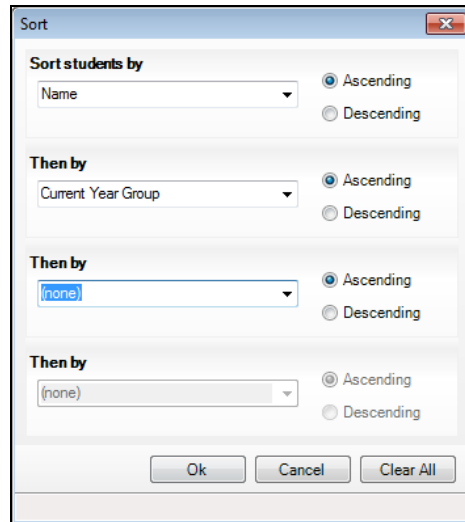 Sort
Sort students by
Name
Ascending
Descending
Then by
Current Year Group
Ascending
Descending
Then by
(none)
Ascending
Descending
Then by
(none)
Ascending
Descending
Ok Cancel Clear All